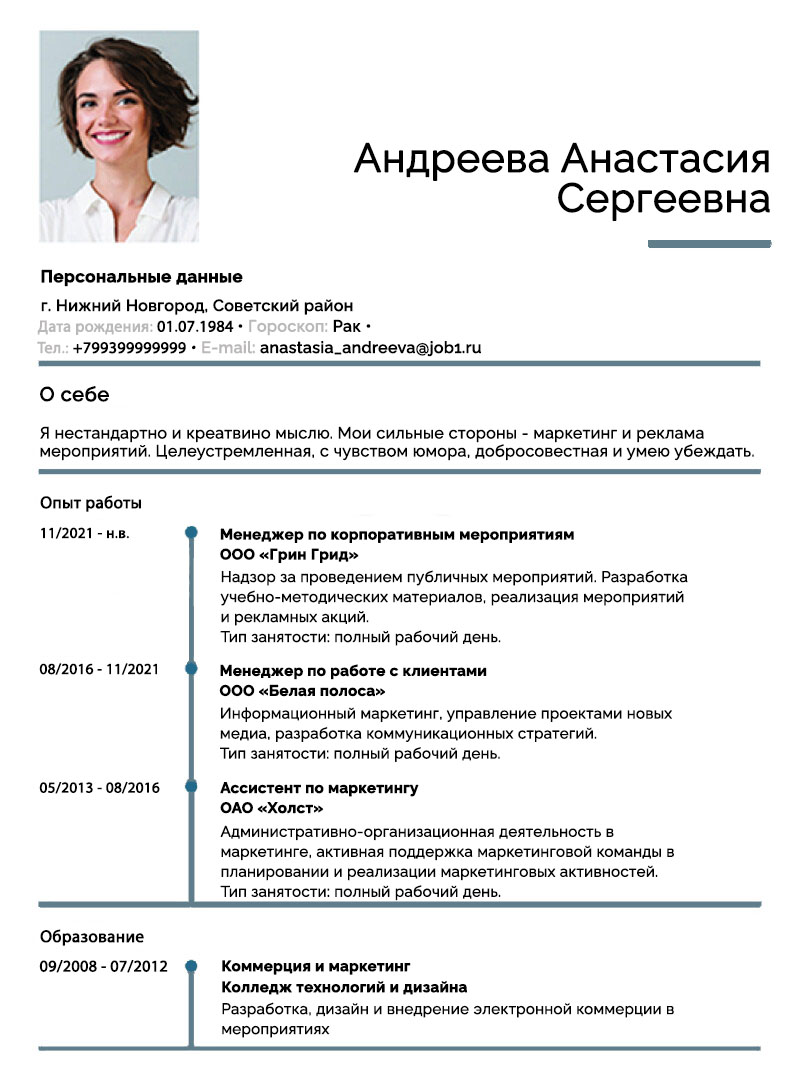 Андреева Анастасия
Сергеевна
Персональные данные
г. Нижний Новгород, Советский район
Дата рождения: 01.07.1984 • Гороскоп: Рак •
Тел.: +799399999999 • E-mail: anastasia_andreeva@job1.ru
О себе
Я нестандартно и креатвино мыслю. Мои сильные стороны - маркетинг и реклама
мероприятий. Целеустремленная, с чувством юмора, добросовестная и умею убеждать.
Опыт работы
11/2021 - н.в.
Менеджер по корпоративным мероприятиям
ООО «Грин Грид»
Надзор за проведением публичных мероприятий. Разработка
учебно-методических материалов, реализация мероприятий
и рекламных акций.
Тип занятости: полный рабочий день.
08/2016 - 11/2021
Менеджер по работе с клиентами
ООО «Белая полоса»
Информационный маркетинг, управление проектами новых
медиа, разработка коммуникационных стратегий.
Тип занятости: полный рабочий день.
05/2013 - 08/2016
Ассистент по маркетингу
ОАО «Холст»
Административно-организационная деятельность в
маркетинге, активная поддержка маркетинговой команды в
планировании и реализации маркетинговых активностей.
Тип занятости: полный рабочий день.
Образование
09/2008 - 07/2012
Коммерция и маркетинг
Колледж технологий и дизайна
Разработка, дизайн и внедрение электронной коммерции в
мероприятиях